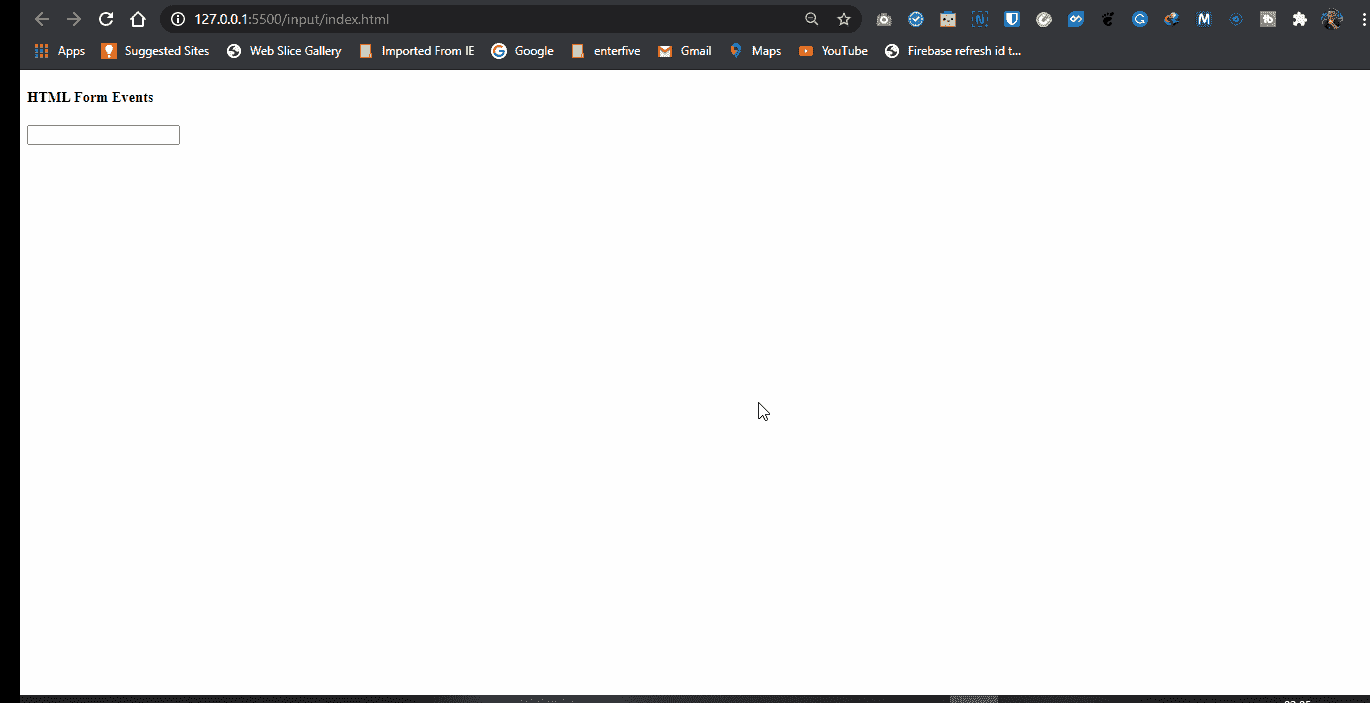 127.0.0.1:5500/input/index.html
Apps Suggested Sites Web Slice Gallery Imported From IE Google enterfive Gmail Maps YouTube Firebase refresh id t...
HTML Form Events